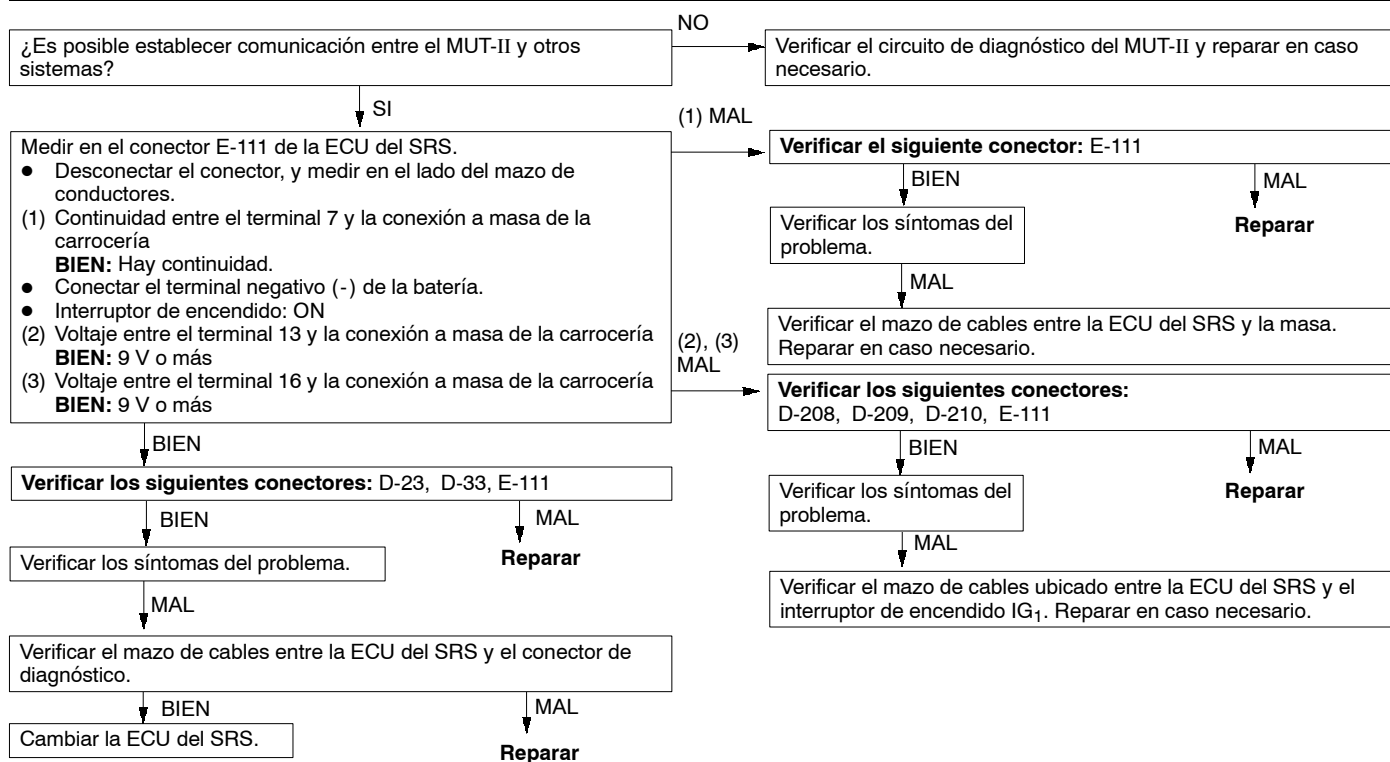 ¿Es posible establecer comunicación entre el MUT-II y otros
sistemas?
NO
Verificar el circuito de diagnóstico del MUT-II y reparar en caso
necesario.
SI
Medir en el conector E-111 de la ECU del SRS.
● Desconectar el conector, y medir en el lado del mazo de
conductores.
(1) Continuidad entre el terminal 7 y la conexión a masa de la
carrocería
BIEN: Hay continuidad.
● Conectar el terminal negativo (-) de la batería.
● Interruptor de encendido: ON
(2) Voltaje entre el terminal 13 y la conexión a masa de la carrocería
BIEN: 9 V o más
(3) Voltaje entre el terminal 16 y la conexión a masa de la carrocería
BIEN: 9 V o más
(1) MAL
Verificar el siguiente conector: E-111
BIEN
MAL
Verificar los síntomas del
problema.
Reparar
MAL
Verificar el mazo de cables entre la ECU del SRS y la masa.
Reparar en caso necesario.
(2), (3)
MAL
Verificar los siguientes conectores:
D-208, D-209, D-210, E-111
BIEN
MAL
Verificar los síntomas del
problema.
Reparar
MAL
Verificar el mazo de cables ubicado entre la ECU del SRS y el
interruptor de encendido IG1. Reparar en caso necesario.
BIEN
Verificar los siguientes conectores: D-23, D-33, E-111
BIEN
MAL
Verificar los síntomas del problema.
Reparar
MAL
Verificar el mazo de cables entre la ECU del SRS y el conector de
diagnóstico.
BIEN
MAL
Cambiar la ECU del SRS.
Reparar